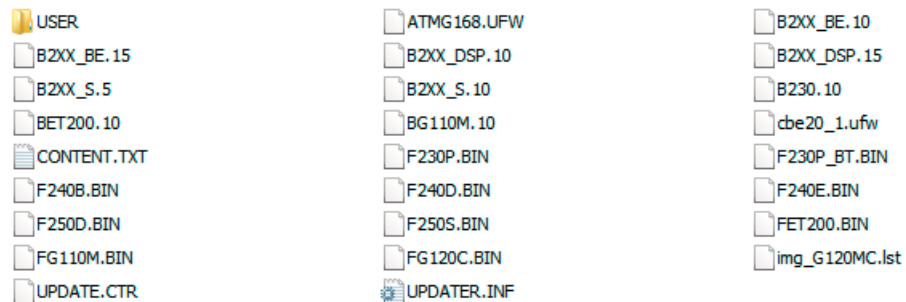 USER
ATMG168.UFW
B2XX_BE.10
B2XX_BE.15
B2XX_DSP.10
B2XX_DSP.15
B2XX_S.5
B2XX_S.10
B230.10
BET200.10
BG110M.10
cbe20_1.ufw
CONTENT.TXT
F230P.BIN
F230P_BT.BIN
F240B.BIN
F240D.BIN
F240E.BIN
F250D.BIN
F250S.BIN
FET200.BIN
FG110M.BIN
FG120C.BIN
img_G120MC.lst
UPDATE.CTR
UPDATER.INF